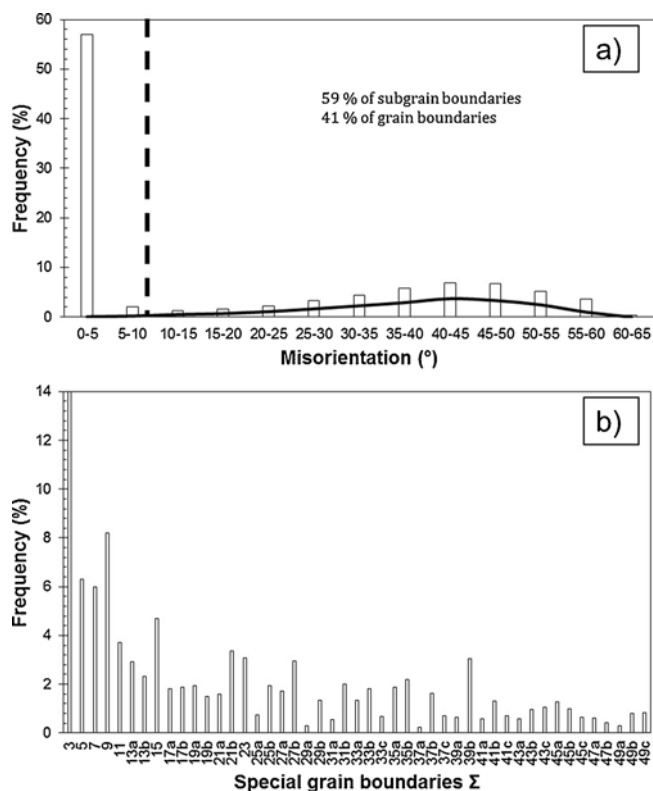 a)
60
50
40
30
20
10
0
Frequency (%)
59 % of subgrain boundaries
41 % of grain boundaries
0-5 5-10 10-15 15-20 20-25 25-30 30-35 35-40 40-45 45-50 50-55 55-60 60-65
Misorientation (°)
b)
14
12
10
8
6
4
2
0
Frequency (%)
3 5 7 9 11 13a 13b 15 17a 17b 19a 19b 21a 21b 23 25a 25b 27a 27b 29a 29b 31a 31b 33a 33b 33c 35a 35b 37a 37b 37c 39a 39b 41a 41b 41c 43a 43b 43c 45a 45b 45c 47a 47b 49a 49b 49c
Special grain boundaries Σ